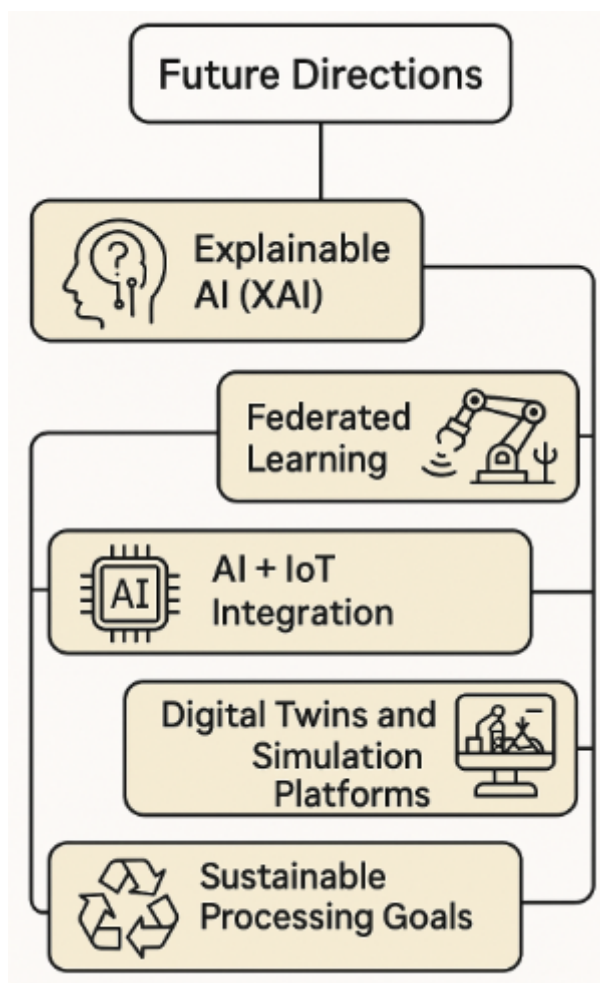 Future Directions
Explainable
AI (XAI)
Federated
Learning
AI
AI + IoT
Integration
Digital Twins and
Simulation
Platforms
Sustainable
Processing Goals